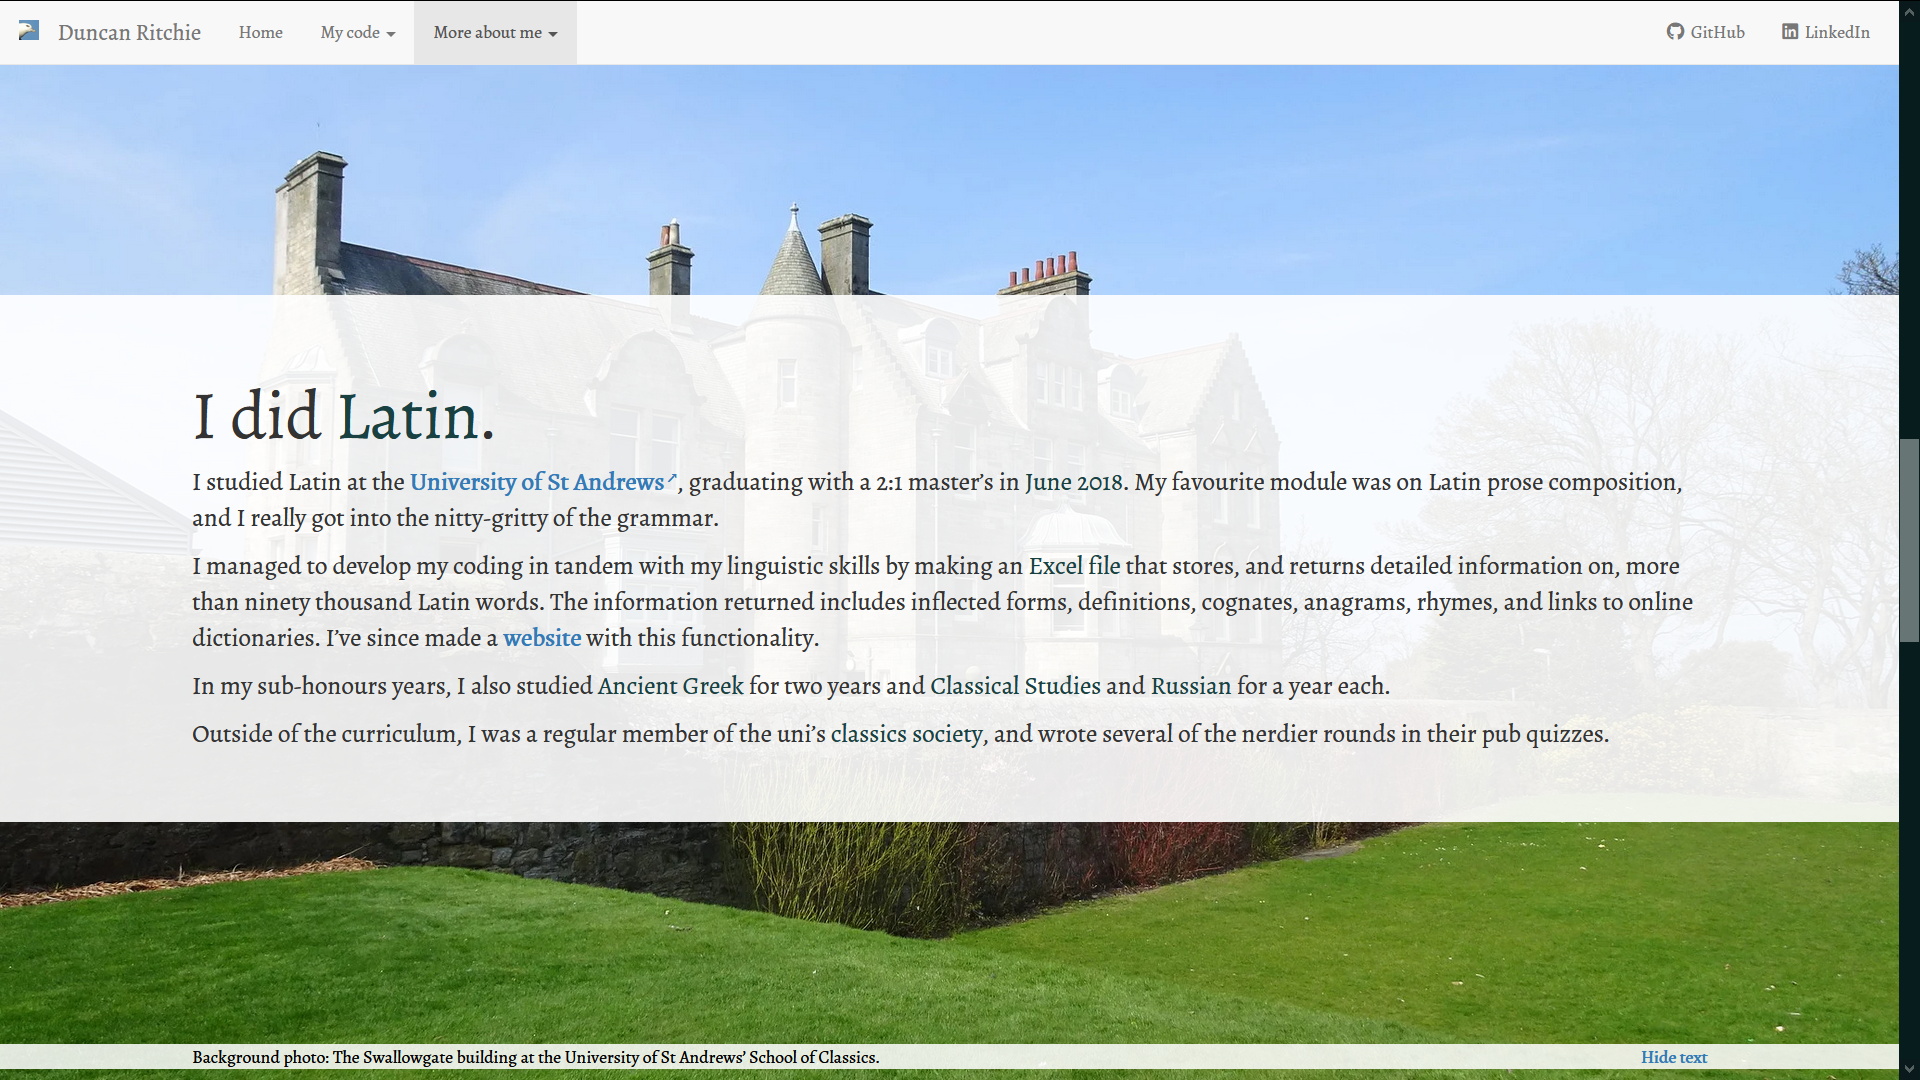 Duncan Ritchie Home My code More about me GitHub LinkedIn
I did Latin.
I studied Latin at the University of St Andrews↗, graduating with a 2:1 master’s in June 2018. My favourite module was on Latin prose composition,
and I really got into the nitty-gritty of the grammar.
I managed to develop my coding in tandem with my linguistic skills by making an Excel file that stores, and returns detailed information on, more
than ninety thousand Latin words. The information returned includes inflected forms, definitions, cognates, anagrams, rhymes, and links to online
dictionaries. I’ve since made a website with this functionality.
In my sub-honours years, I also studied Ancient Greek for two years and Classical Studies and Russian for a year each.
Outside of the curriculum, I was a regular member of the uni’s classics society, and wrote several of the nerdier rounds in their pub quizzes.
Background photo: The Swallowgate building at the University of St Andrews’ School of Classics. Hide text